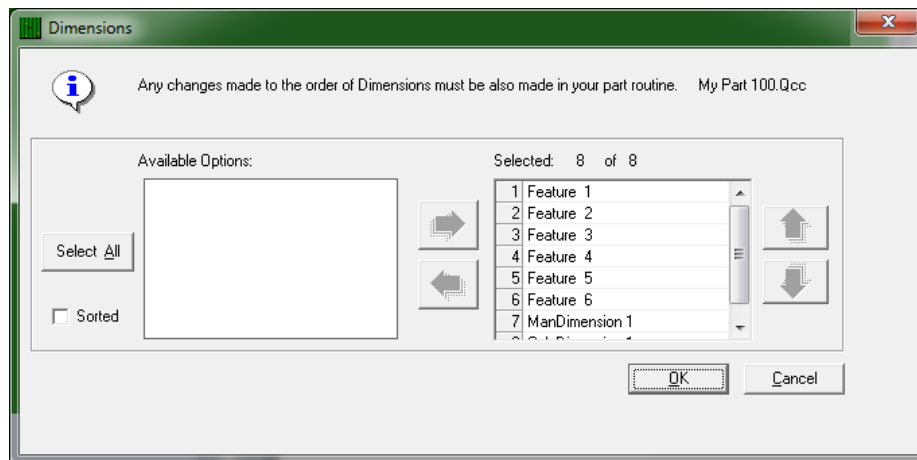 Dimensions
Any changes made to the order of Dimensions must be also made in your part routine. My Part 100.Qcc
Available Options:
Selected: 8 of 8
Select All
Sorted
1 Feature 1
2 Feature 2
3 Feature 3
4 Feature 4
5 Feature 5
6 Feature 6
7 ManDimension 1
OK
Cancel